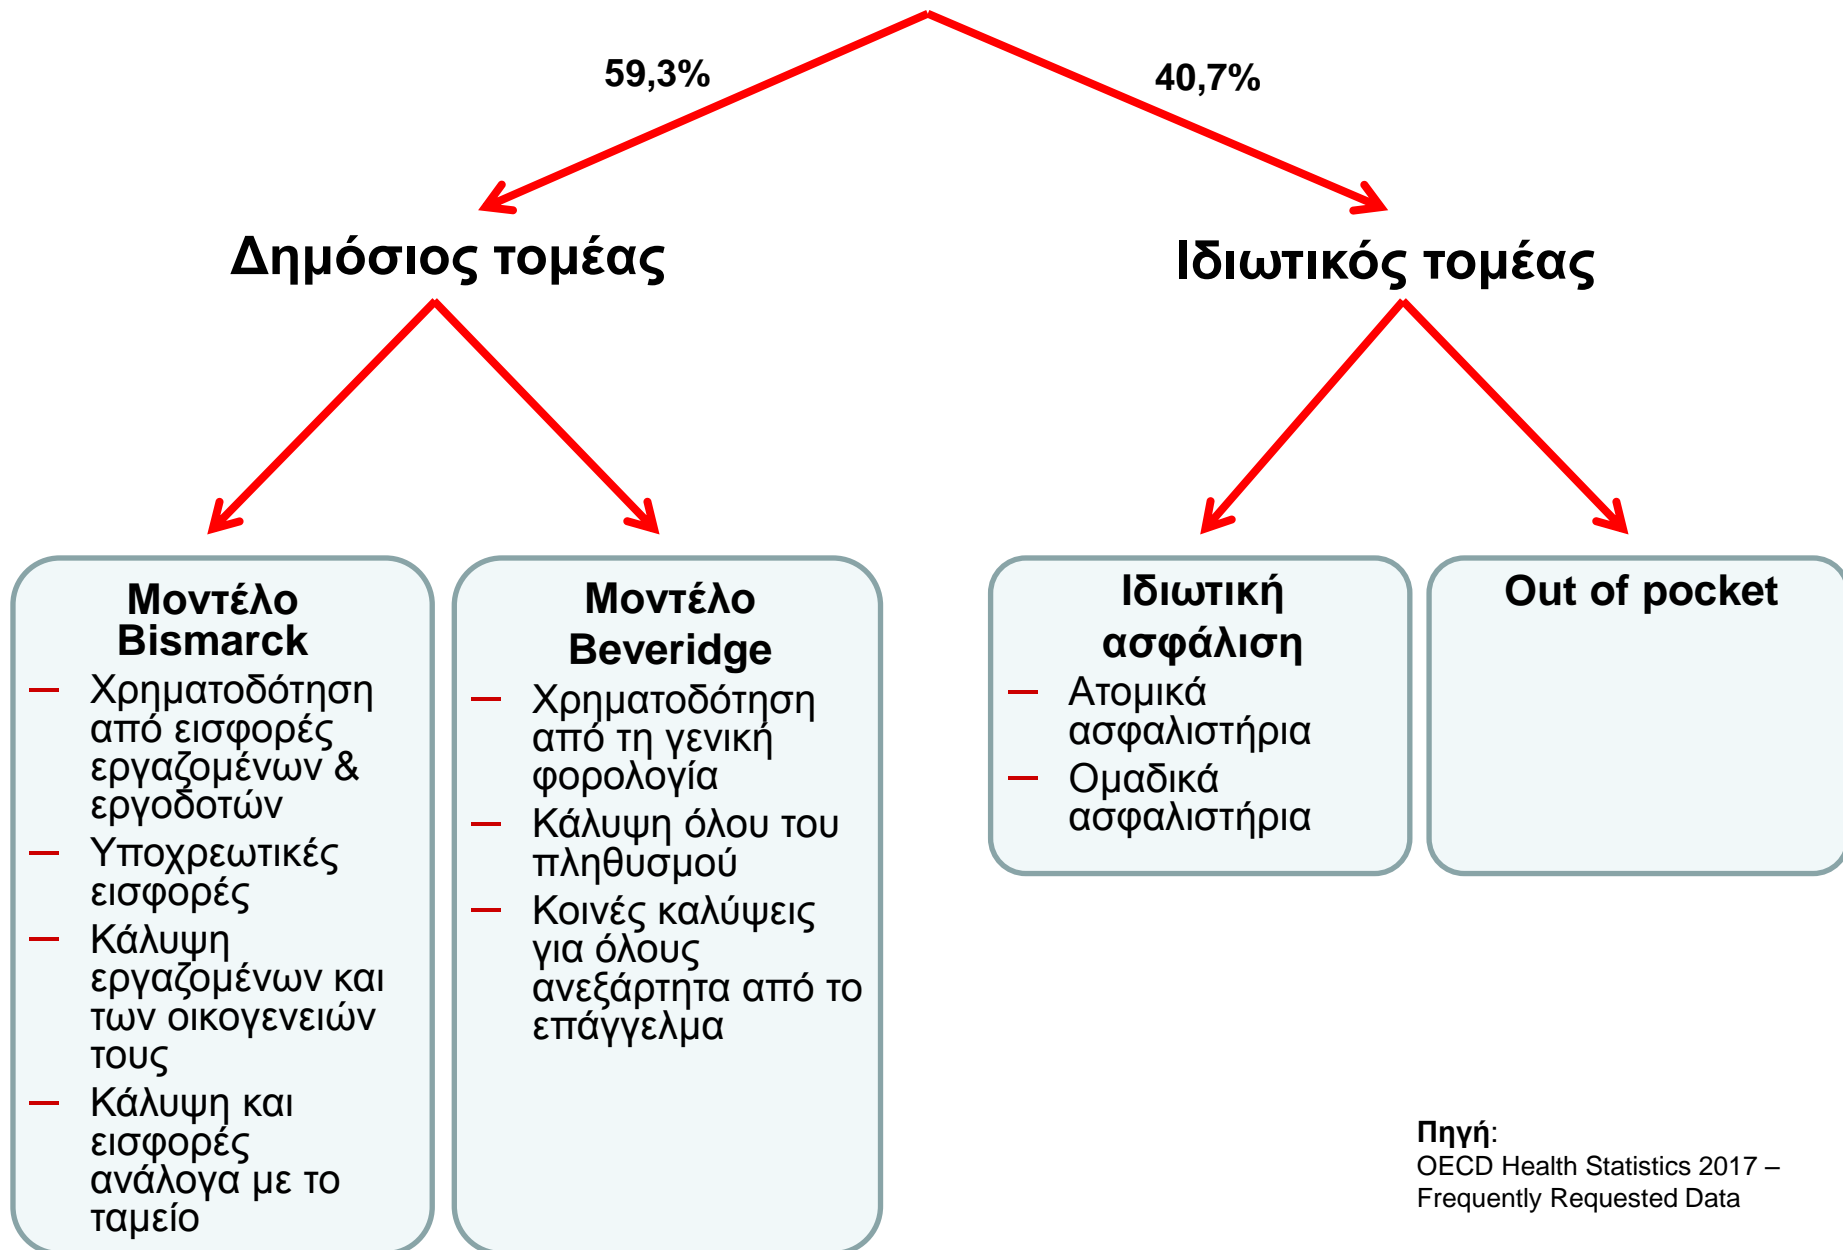 59,3%
40,7%
Δημόσιος τομέας
Ιδιωτικός τομέας
Μοντέλο
Bismarck
— Χρηματοδότηση
από εισφορές
εργαζομένων &
εργοδοτών
— Υποχρεωτικές
εισφορές
— Κάλυψη
εργαζομένων και
των οικογενειών
τους
— Κάλυψη και
εισφορές
ανάλογα με το
ταμείο
Μοντέλο
Beveridge
— Χρηματοδότηση
από τη γενική
φορολογία
— Κάλυψη όλου του
πληθυσμού
— Κοινές καλύψεις
για όλους
ανεξάρτητα από το
επάγγελμα
Ιδιωτική
ασφάλιση
— Ατομικά
ασφαλιστήρια
— Ομαδικά
ασφαλιστήρια
Out of pocket
Πηγή:
OECD Health Statistics 2017 –
Frequently Requested Data